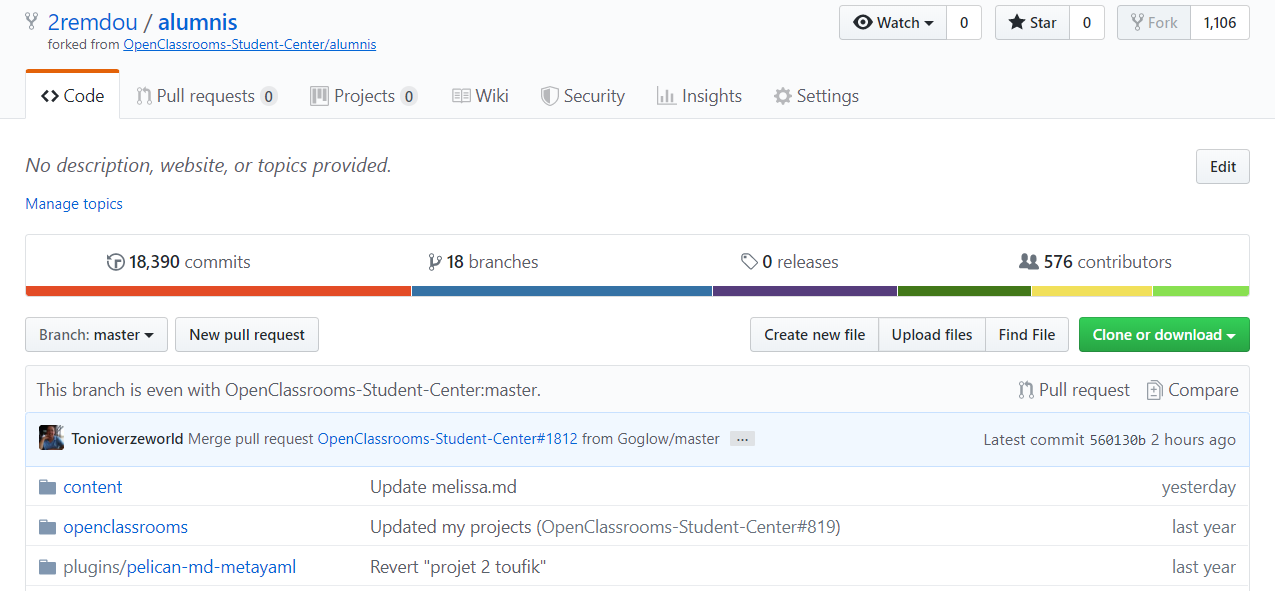 2remdou / alumnis
Watch 0 Star 0 Fork 1,106
forked from OpenClassrooms-Student-Center/alumnis
Code Pull requests 0 Projects 0 Wiki Security Insights Settings
No description, website, or topics provided. Edit
Manage topics
18,390 commits 18 branches 0 releases 576 contributors
Branch: master New pull request Create new file Upload files Find File Clone or download
This branch is even with OpenClassrooms-Student-Center:master. Pull request Compare
Tonioverzeworld Merge pull request OpenClassrooms-Student-Center#1812 from Goglow/master ... Latest commit 560130b 2 hours ago
content Update melissa.md yesterday
openclassrooms Updated my projects (OpenClassrooms-Student-Center#819) last year
plugins/pelican-md-metayaml Revert "projet 2 toufik" last year